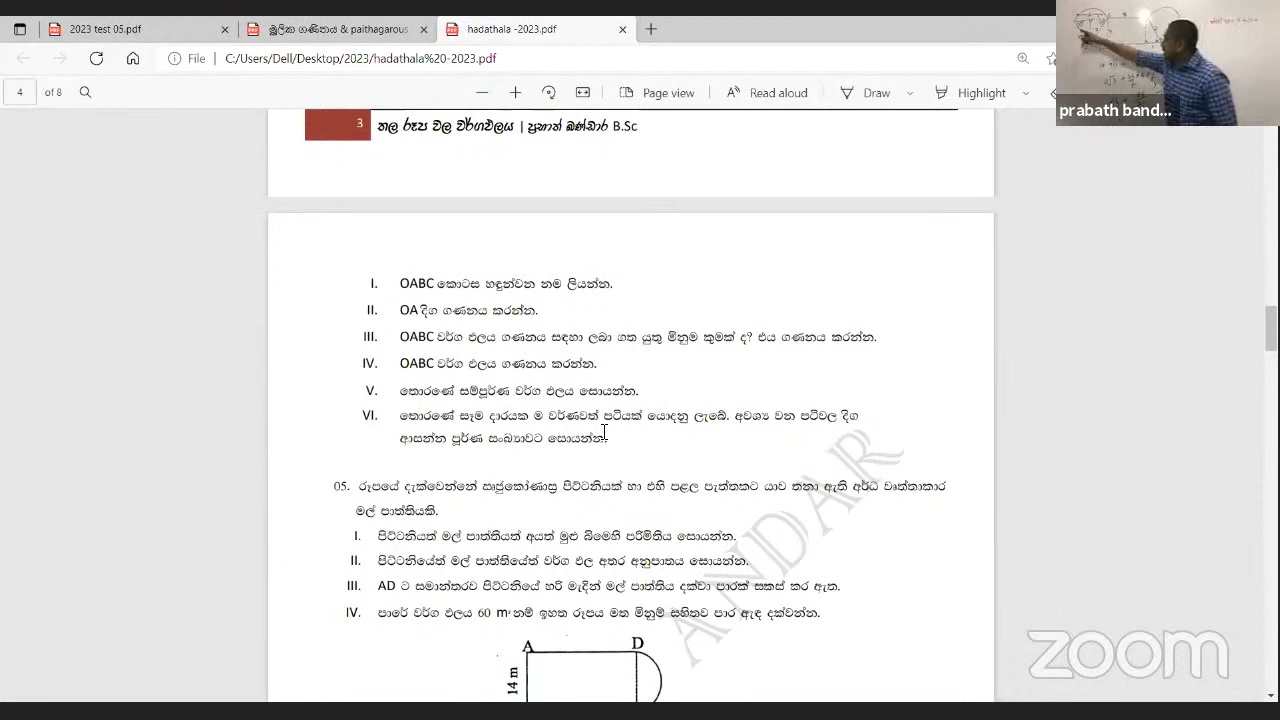 2023 test 05.pdf
මූලික ගණිතය & paithagarous
hadathala -2023.pdf
File
C:/Users/Dell/Desktop/2023/hadathala%20-2023.pdf
4 of 8
Page view
Read aloud
Draw
Highlight
prabath band...
3 තල රූප වල වර්ගඵලය | ප්‍රභාත් බණ්ඩාර B.Sc
I. OABC කොටස හඳුන්වන නම ලියන්න.
II. OA දිග ගණනය කරන්න.
III. OABC වර්ග ඵලය ගණනය සඳහා ලබා ගත යුතු මිනුම කුමක් ද? එය ගණනය කරන්න.
IV. OABC වර්ග ඵලය ගණනය කරන්න.
V. තොරණේ සම්පූර්ණ වර්ග ඵලය සොයන්න.
VI. තොරණේ සෑම දාරයක ම වර්ණවත් පටියක් යොදනු ලැබේ. අවශ්‍ය වන පටිවල දිග
ආසන්න පූර්ණ සංඛ්‍යාවට සොයන්න.
05. රූපයේ දැක්වෙන්නේ ඍජුකෝණාස්‍ර පිට්ටනියක් හා එහි පළල පැත්තකට යාව තනා ඇති අර්ධ වෘත්තාකාර
මල් පාත්තියකි.
I. පිට්ටනියත් මල් පාත්තියත් අයත් මුළු බිමෙහි පරිමිතිය සොයන්න.
II. පිට්ටනියේත් මල් පාත්තියේත් වර්ග ඵල අතර අනුපාතය සොයන්න.
III. AD ට සමාන්තරව පිට්ටනියේ හරි මැදින් මල් පාත්තිය දක්වා පාරක් සකස් කර ඇත.
IV. පාරේ වර්ග ඵලය 60 m² නම් ඉහත රූපය මත මිනුම් සහිතව පාර ඇඳ දක්වන්න.
A D
14 m
ANDAR
zoom